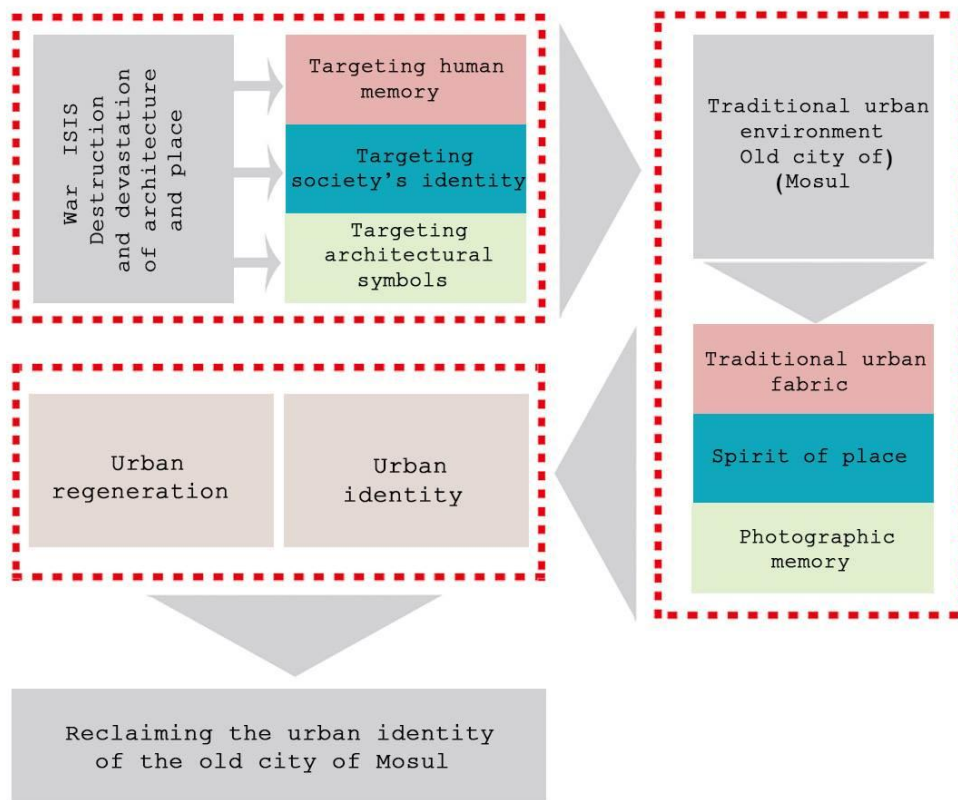 War ISIS
Destruction
and devastation
of architecture
and place
Targeting human
memory
Targeting
society's identity
Targeting
architectural
symbols
Traditional urban
environment
Old city of)
(Mosul
Traditional urban
fabric
Spirit of place
Photographic
memory
Urban
regeneration
Urban
identity
Reclaiming the urban identity
of the old city of Mosul